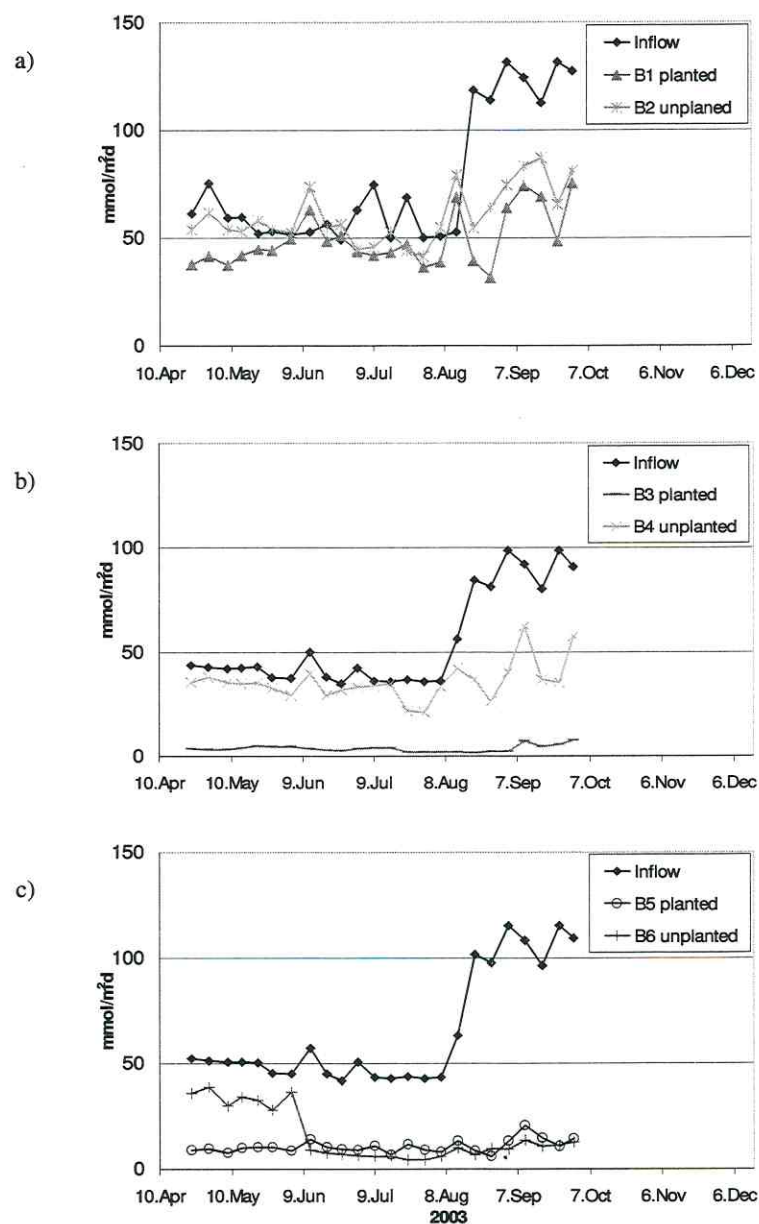 a)
mmol/m²d
150
100
50
0
Inflow
B1 planted
B2 unplaned
10.Apr 10.May 9.Jun 9.Jul 8.Aug 7.Sep 7.Oct 6.Nov 6.Dec
b)
mmol/m²d
150
100
50
0
Inflow
B3 planted
B4 unplanted
10.Apr 10.May 9.Jun 9.Jul 8.Aug 7.Sep 7.Oct 6.Nov 6.Dec
c)
mmol/m²d
150
100
50
0
Inflow
B5 planted
B6 unplanted
10.Apr 10.May 9.Jun 9.Jul 8.Aug 7.Sep 7.Oct 6.Nov 6.Dec
2003